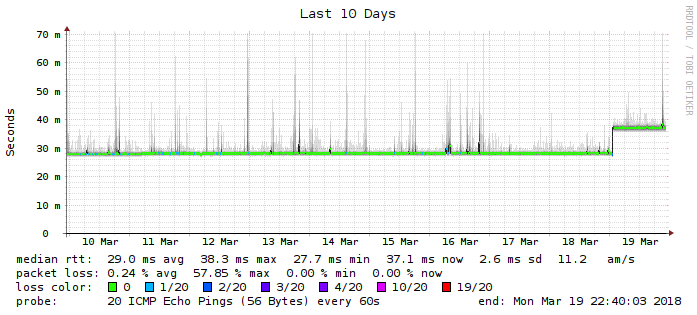 Last 10 Days
RRDTOOL / TOBI OETIKER
Seconds
70 m
60 m
50 m
40 m
30 m
20 m
10 m
0
10 Mar 11 Mar 12 Mar 13 Mar 14 Mar 15 Mar 16 Mar 17 Mar 18 Mar 19 Mar
median rtt: 29.0 ms avg 38.3 ms max 27.7 ms min 37.1 ms now 2.6 ms sd 11.2 am/s
packet loss: 0.24 % avg 57.85 % max 0.00 % min 0.00 % now
loss color: 0 1/20 2/20 3/20 4/20 10/20 19/20
probe: 20 ICMP Echo Pings (56 Bytes) every 60s end: Mon Mar 19 22:40:03 2018